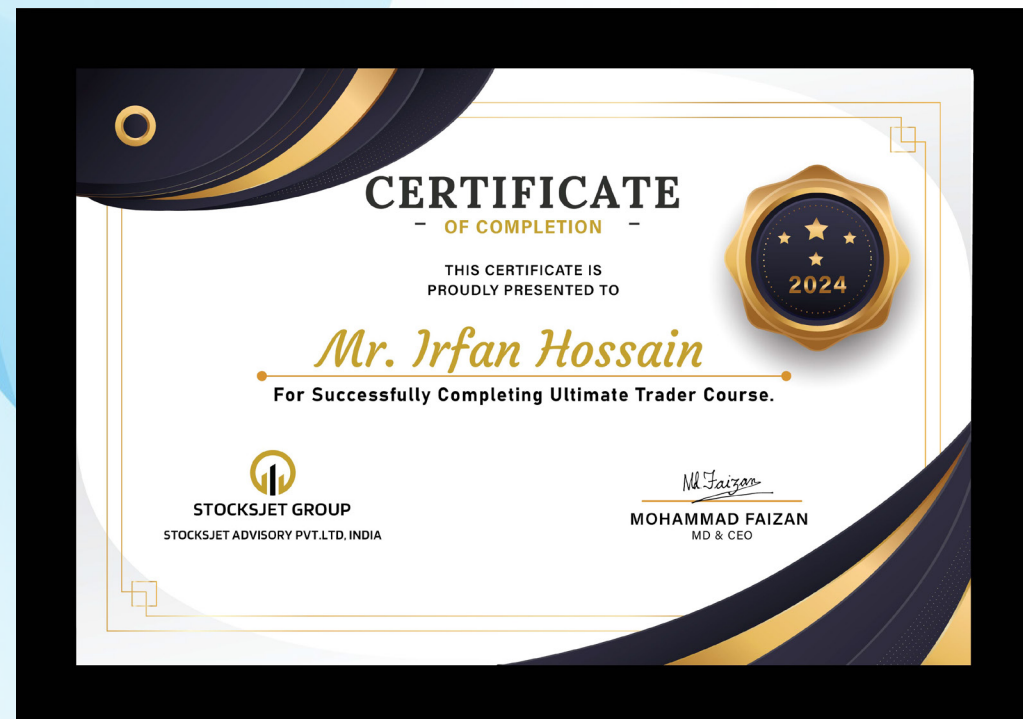 CERTIFICATE
- OF COMPLETION -
THIS CERTIFICATE IS
PROUDLY PRESENTED TO
2024
Mr. Irfan Hossain
For Successfully Completing Ultimate Trader Course.
STOCKSJET GROUP
STOCKSJET ADVISORY PVT.LTD, INDIA
Md Faizan
MOHAMMAD FAIZAN
MD & CEO